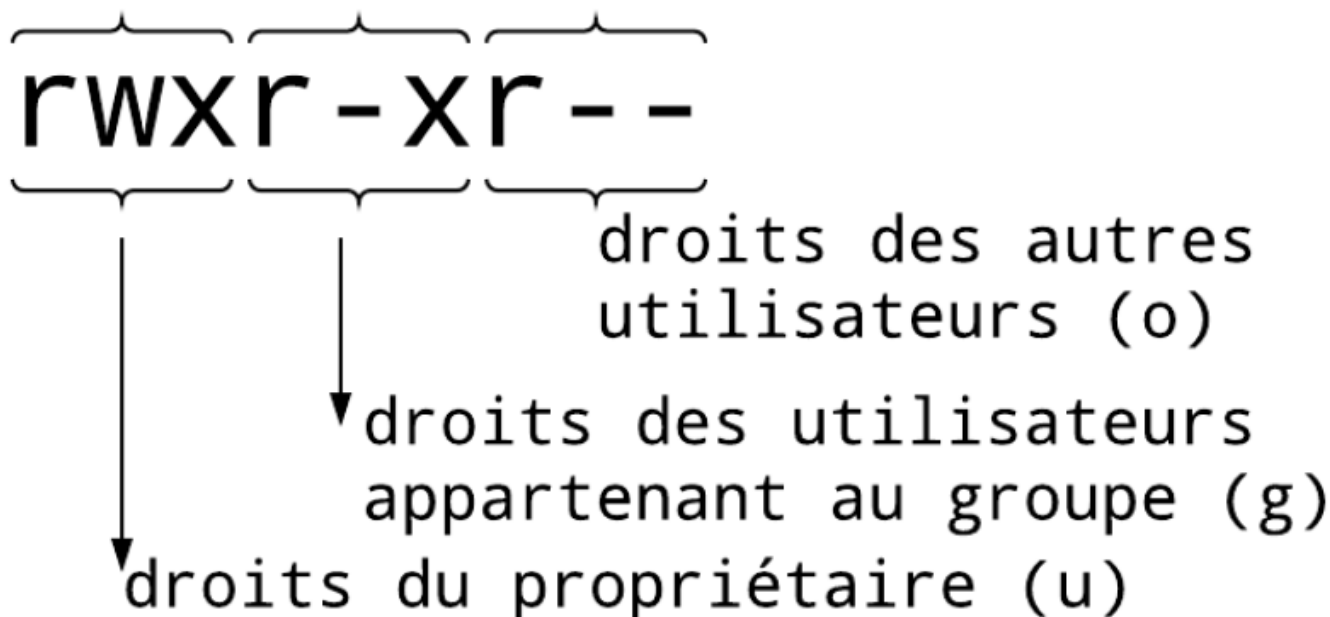 rwxr-xr--
droits des autres
utilisateurs (o)
droits des utilisateurs
appartenant au groupe (g)
droits du propriétaire (u)